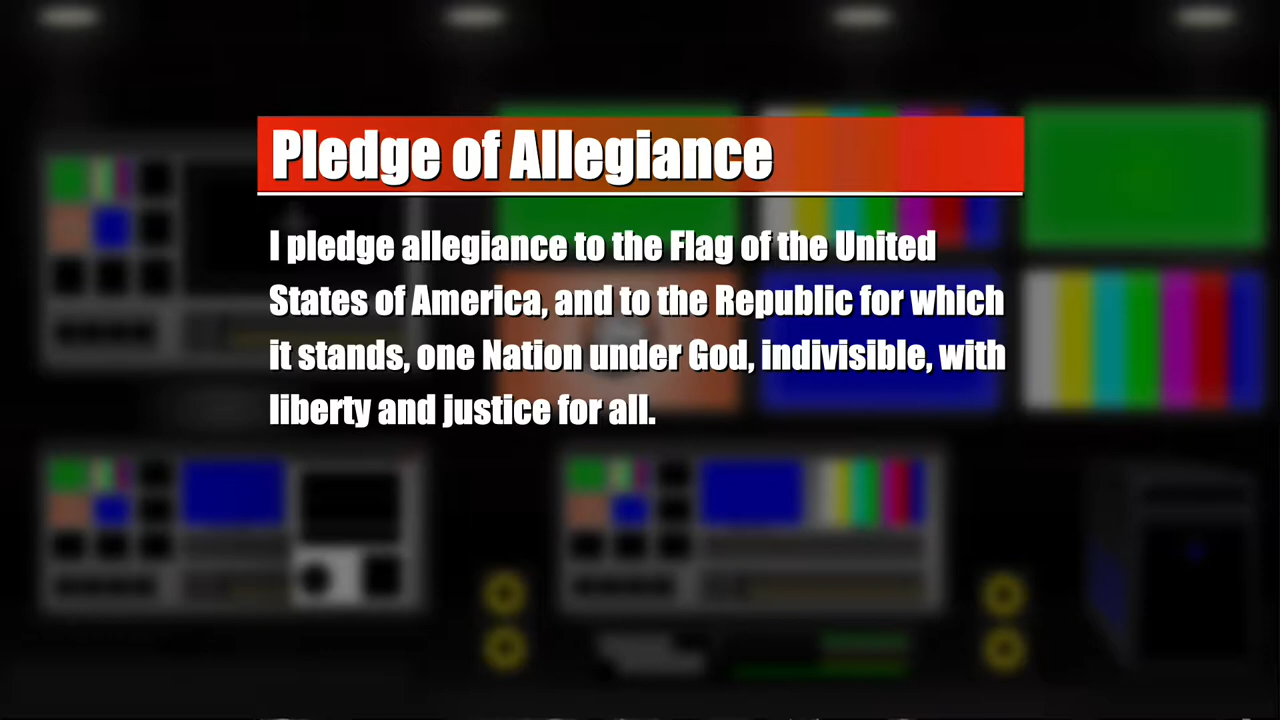 Pledge of Allegiance
I pledge allegiance to the Flag of the United
States of America, and to the Republic for which
it stands, one Nation under God, indivisible, with
liberty and justice for all.